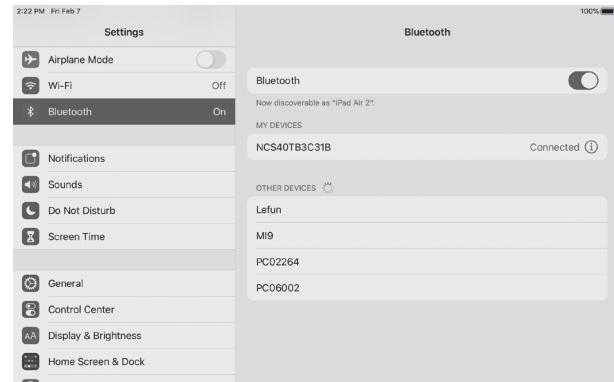 2:22 PM Fri Feb 7
100%
Settings
Airplane Mode
Wi-Fi Off
Bluetooth On
Notifications
Sounds
Do Not Disturb
Screen Time
General
Control Center
AA Display & Brightness
Home Screen & Dock
Bluetooth
Bluetooth
Now discoverable as "iPad Air 2".
MY DEVICES
NCS40TB3C31B Connected i
OTHER DEVICES
Lefun
MI9
PC02264
PC06002